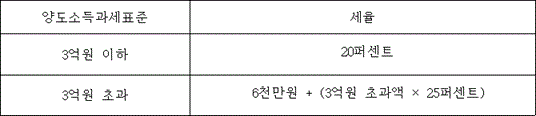 양도소득과세표준 세율
3억원 이하 20퍼센트
3억원 초과 6천만원 + (3억원 초과액 × 25퍼센트)